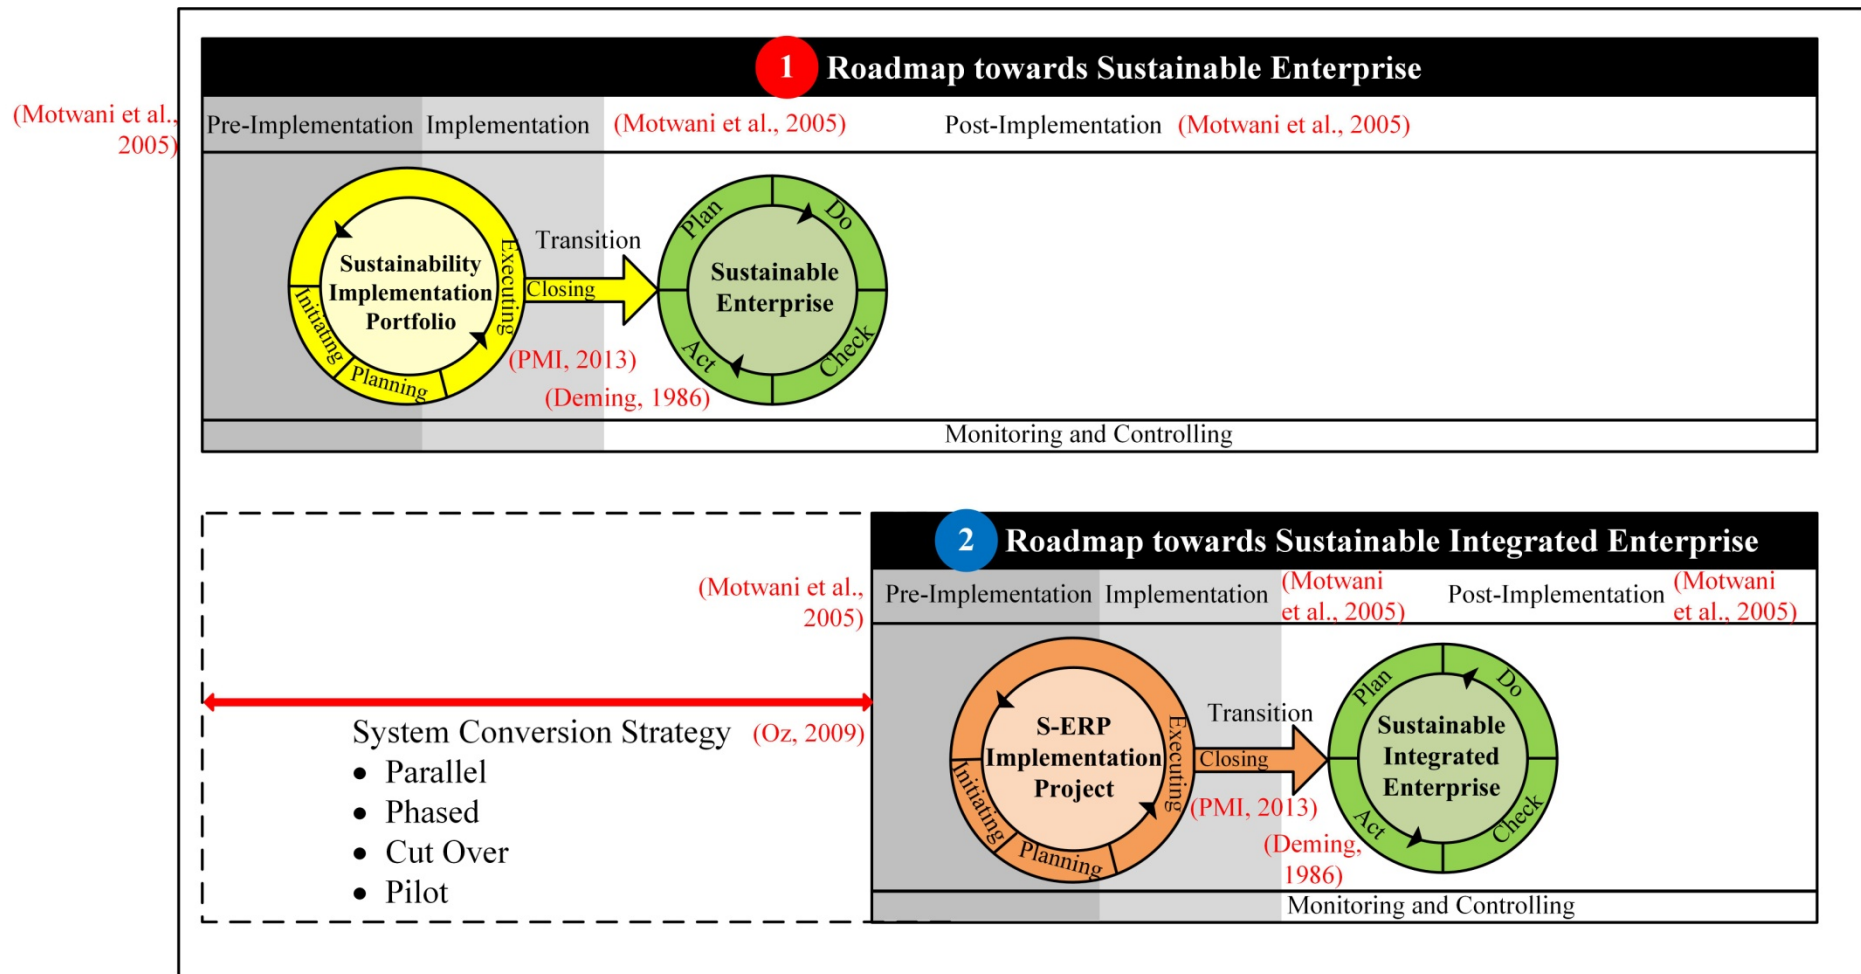 1 Roadmap towards Sustainable Enterprise
(Motwani et al.,
2005)
Pre-Implementation
Implementation
(Motwani et al., 2005)
Post-Implementation (Motwani et al., 2005)
Sustainability
Implementation
Portfolio
Initiating
Planning
Executing
Transition
Closing
(PMI, 2013)
(Deming, 1986)
Sustainable
Enterprise
Plan
Do
Check
Act
Monitoring and Controlling
2 Roadmap towards Sustainable Integrated Enterprise
(Motwani et al.,
2005)
Pre-Implementation
Implementation
(Motwani
et al., 2005)
Post-Implementation
(Motwani
et al., 2005)
System Conversion Strategy (Oz, 2009)
• Parallel
• Phased
• Cut Over
• Pilot
S-ERP
Implementation
Project
Initiating
Planning
Executing
Transition
Closing
(PMI, 2013)
(Deming,
1986)
Sustainable
Integrated
Enterprise
Plan
Do
Check
Act
Monitoring and Controlling